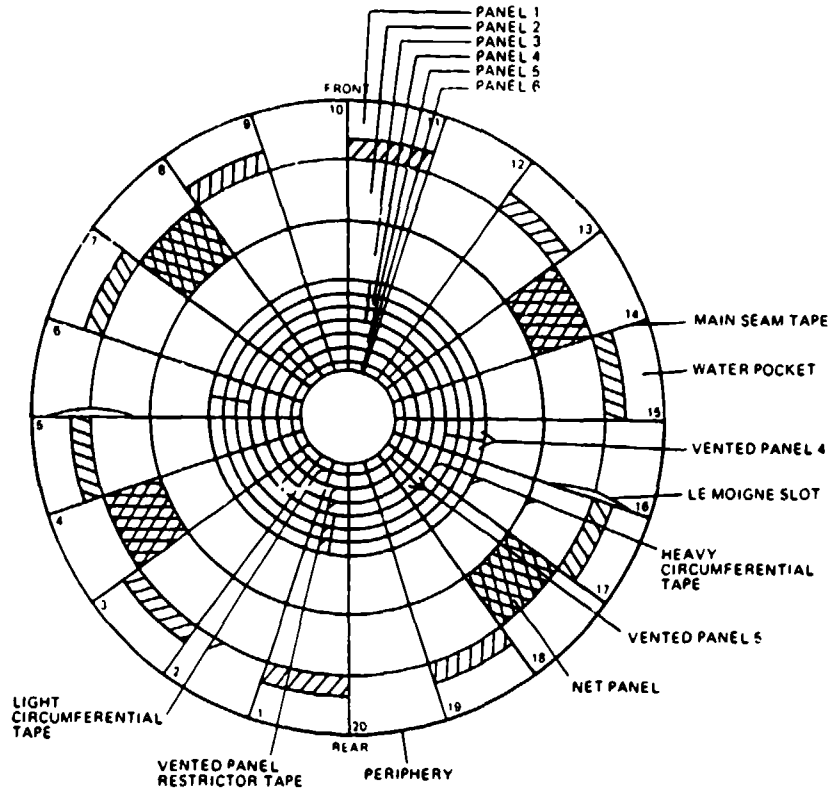 PANEL 1
PANEL 2
PANEL 3
PANEL 4
PANEL 5
PANEL 6
FRONT
10
11
9
12
8
13
7
14
MAIN SEAM TAPE
6
WATER POCKET
5
15
VENTED PANEL 4
LE MOIGNE SLOT
4
16
HEAVY
CIRCUMFERENTIAL
TAPE
3
17
VENTED PANEL 5
2
18
NET PANEL
LIGHT
CIRCUMFERENTIAL
TAPE
1
19
20
REAR
VENTED PANEL
RESTRICTOR TAPE
PERIPHERY